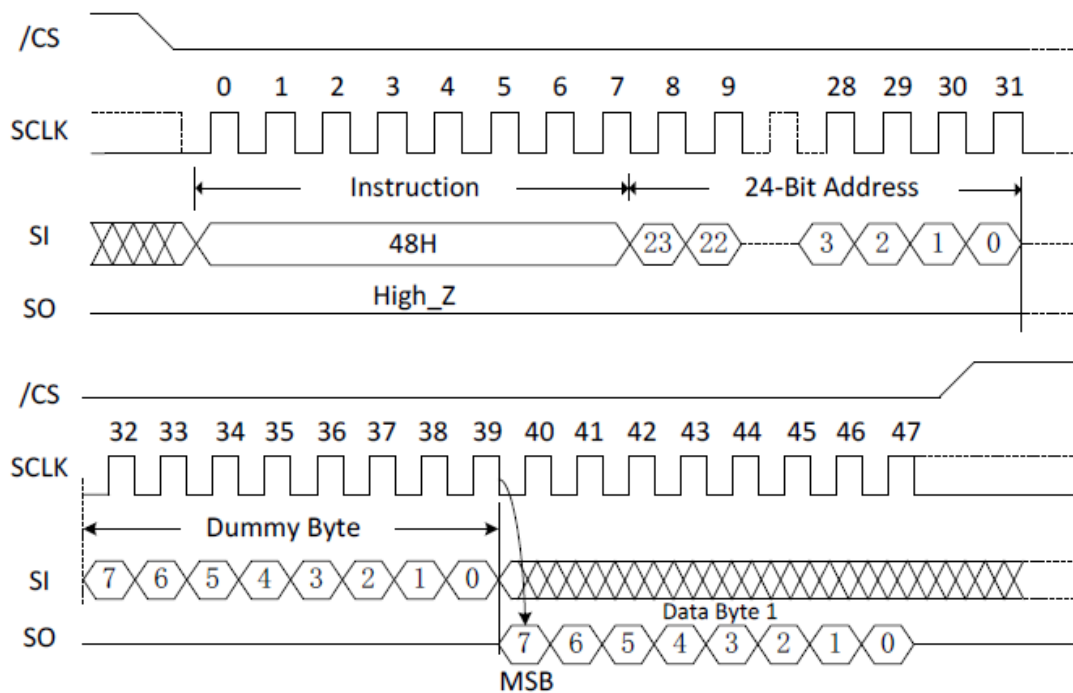 /CS
0 1 2 3 4 5 6 7 8 9 28 29 30 31
SCLK
Instruction 24-Bit Address
SI 48H 23 22 3 2 1 0
High_Z
SO
/CS
32 33 34 35 36 37 38 39 40 41 42 43 44 45 46 47
SCLK
Dummy Byte
SI 7 6 5 4 3 2 1 0
Data Byte 1
SO 7 6 5 4 3 2 1 0
MSB